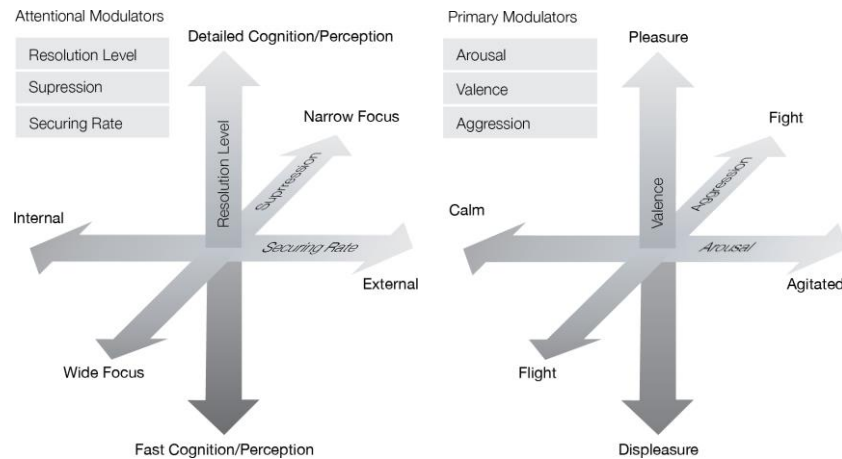 Attentional Modulators
Resolution Level
Supression
Securing Rate
Detailed Cognition/Perception
Narrow Focus
Resolution Level
Suprression
Internal
Securing Rate
External
Wide Focus
Fast Cognition/Perception
Primary Modulators
Arousal
Valence
Aggression
Pleasure
Fight
Valence
Aggression
Calm
Arousal
Agitated
Flight
Displeasure